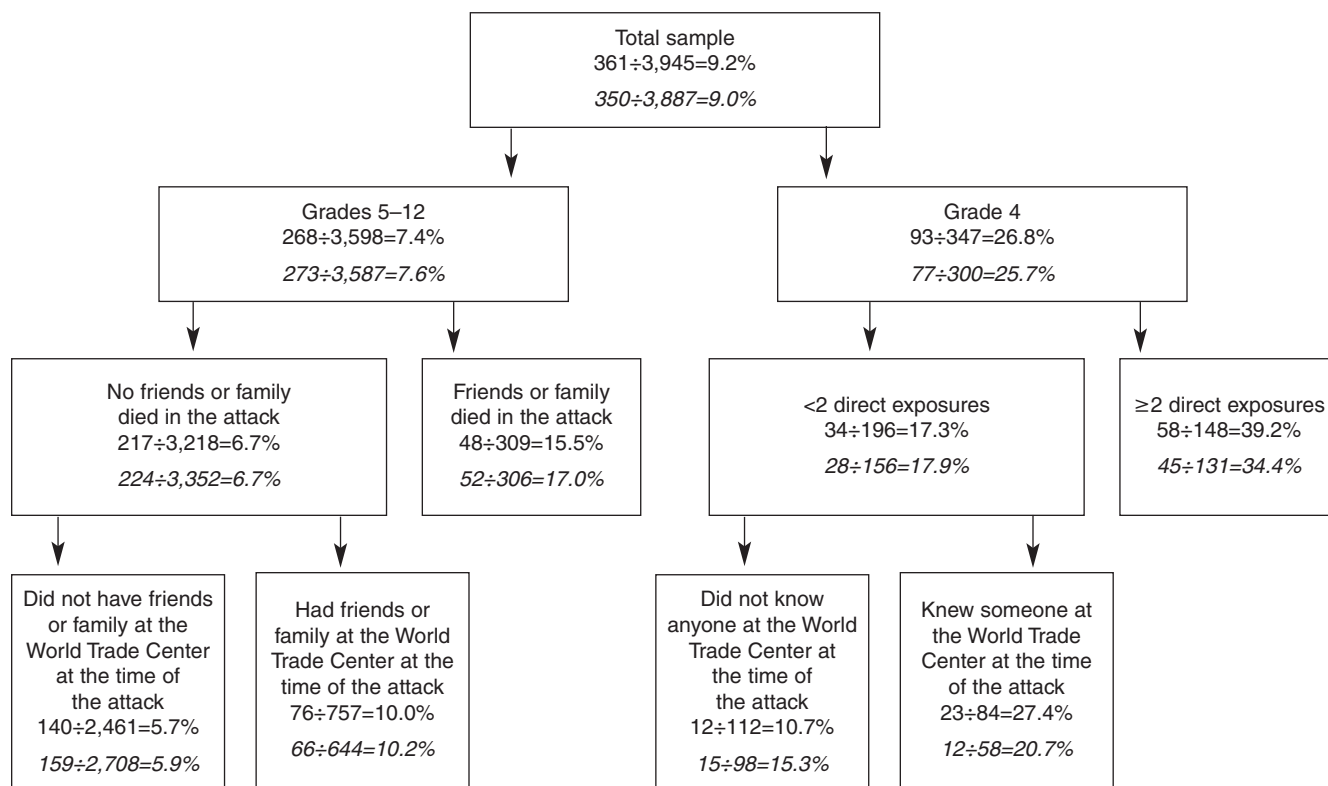 Total sample
361÷3,945=9.2%
350÷3,887=9.0%
Grades 5–12
268÷3,598=7.4%
273÷3,587=7.6%
Grade 4
93÷347=26.8%
77÷300=25.7%
No friends or family
died in the attack
217÷3,218=6.7%
224÷3,352=6.7%
Friends or family
died in the attack
48÷309=15.5%
52÷306=17.0%
<2 direct exposures
34÷196=17.3%
28÷156=17.9%
≥2 direct exposures
58÷148=39.2%
45÷131=34.4%
Did not have friends
or family at the
World Trade Center
at the time of
the attack
140÷2,461=5.7%
159÷2,708=5.9%
Had friends or
family at the World
Trade Center at the
time of the attack
76÷757=10.0%
66÷644=10.2%
Did not know
anyone at the World
Trade Center at
the time of
the attack
12÷112=10.7%
15÷98=15.3%
Knew someone at
the World Trade
Center at the time
of the attack
23÷84=27.4%
12÷58=20.7%